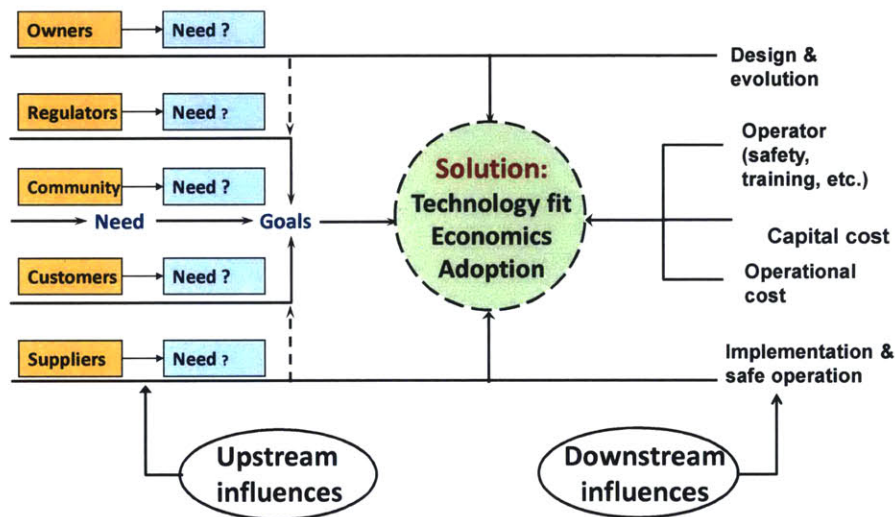 Owners
Need ?
Design &
evolution
Regulators
Need ?
Operator
(safety,
training, etc.)
Community
Need ?
Solution:
Technology fit
Economics
Adoption
Need
Goals
Capital cost
Customers
Need ?
Operational
cost
Suppliers
Need ?
Implementation &
safe operation
Upstream
influences
Downstream
influences